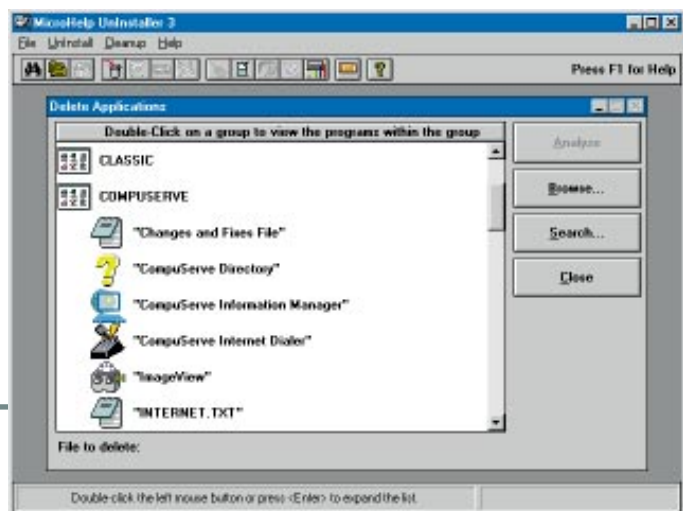 MicroHelp UnInstaller 3
File UnInstall Cleanup Help
Press F1 for Help
Delete Applications
Double-Click on a group to view the programs within the group
CLASSIC
COMPUSERVE
"Changes and Fixes File"
"CompuServe Directory"
"CompuServe Information Manager"
"CompuServe Internet Dialer"
"ImageView"
"INTERNET.TXT"
Analyze
Browse...
Search...
Close
File to delete:
Double-click the left mouse button or press <Enter> to expand the list.